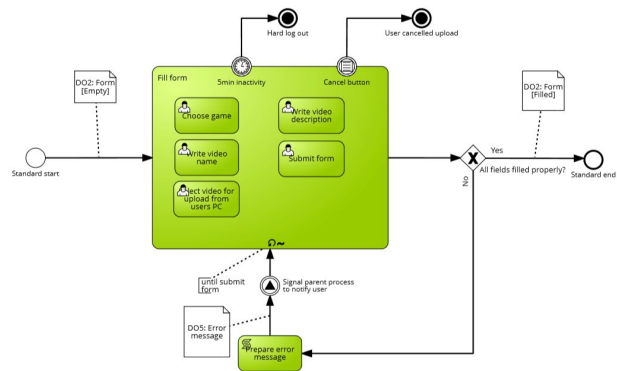 Hard log out
User cancelled upload
Fill form
5min inactivity
Cancel button
DO2: Form
[Empty]
DO2: Form
[Filled]
Choose game
Write video
description
Write video
name
Submit form
lect video for
upload from
users PC
Standard start
Yes
All fields filled properly?
Standard end
No
until submit
form
Signal parent process
to notify user
DO5: Error
message
Prepare error
message